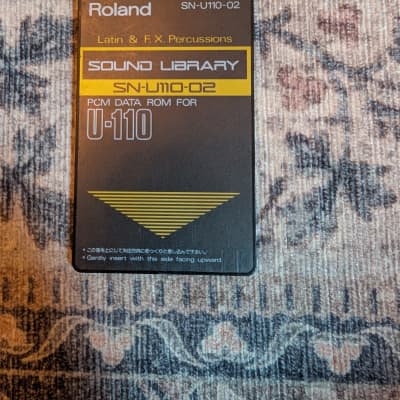 Roland SN-U110-02
Latin & F.X. Percussions
SOUND LIBRARY
SN-U110-02
PCM DATA ROM FOR
U-110
• Gently insert with this side facing upward.